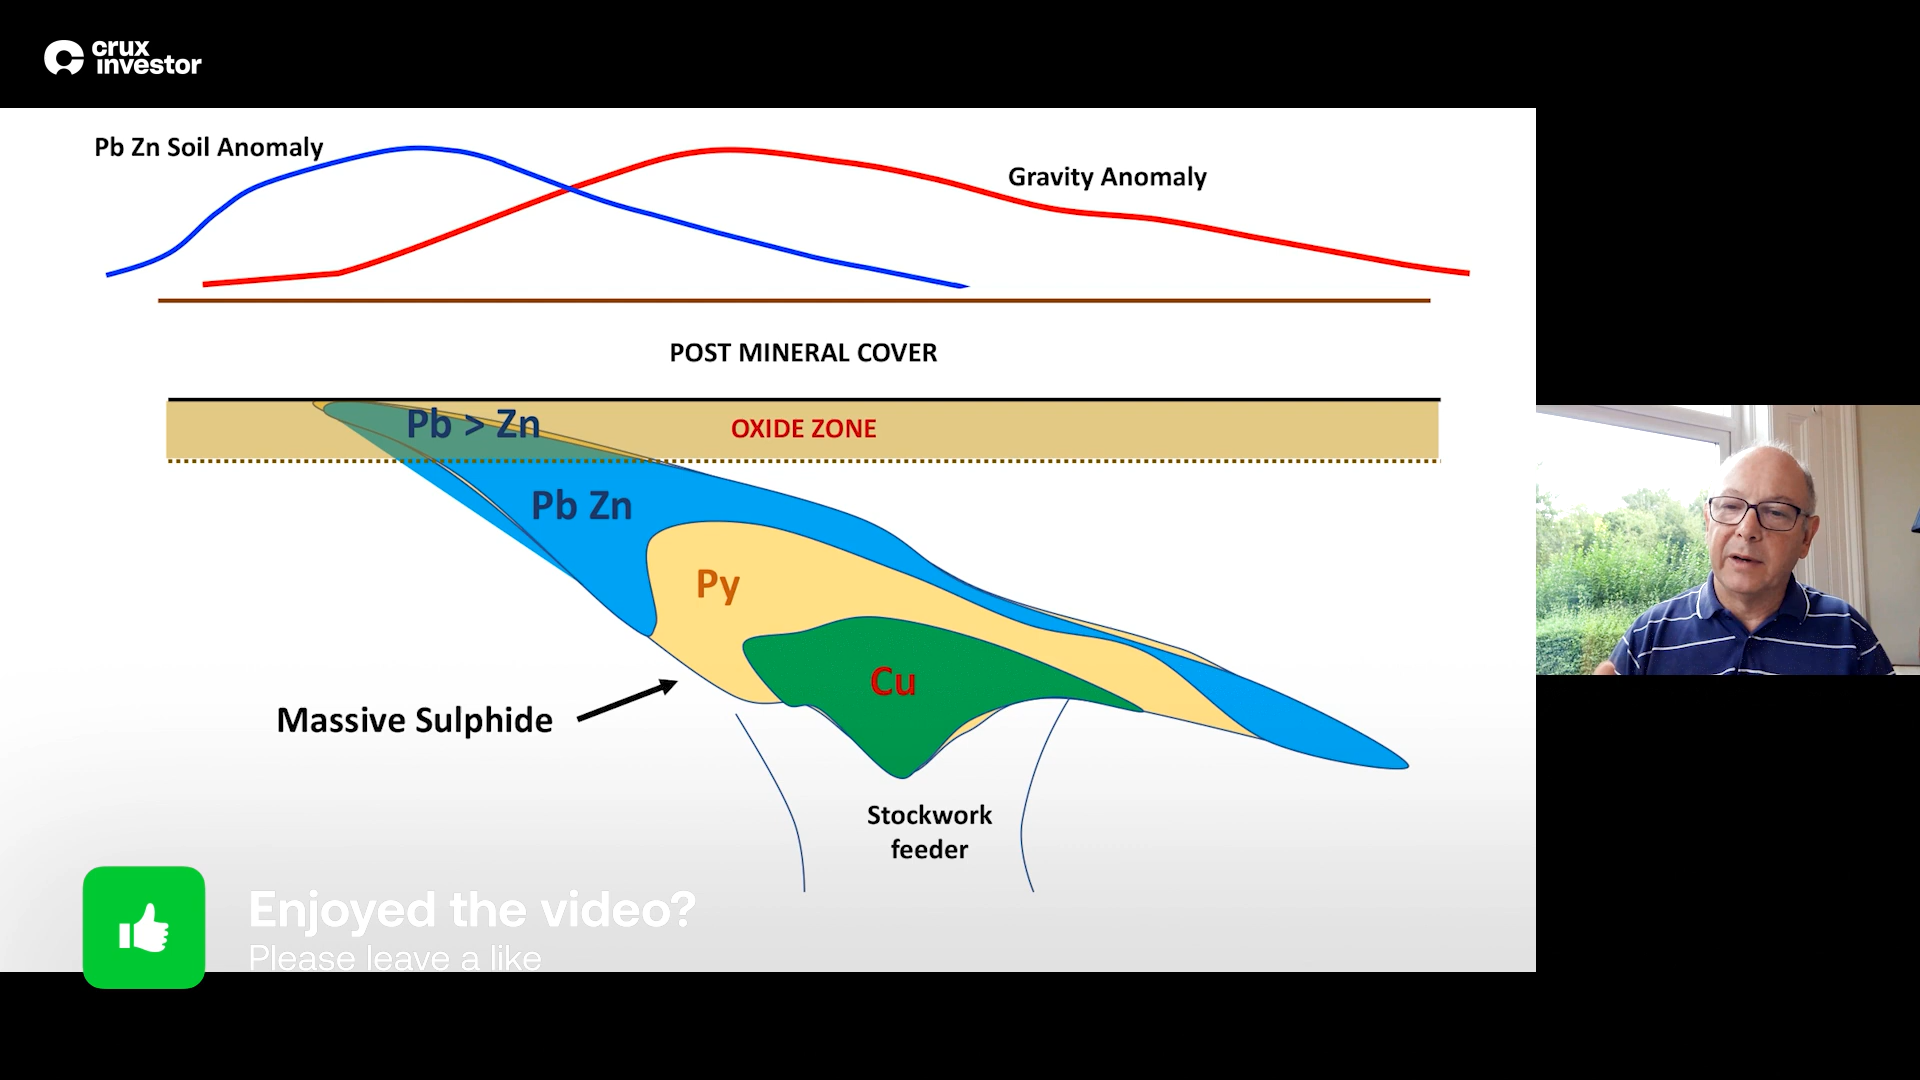 crux
investor
Pb Zn Soil Anomaly
Gravity Anomaly
POST MINERAL COVER
Pb > Zn
OXIDE ZONE
Pb Zn
Py
Cu
Massive Sulphide
Stockwork
feeder
Enjoyed the video?
Please leave a like